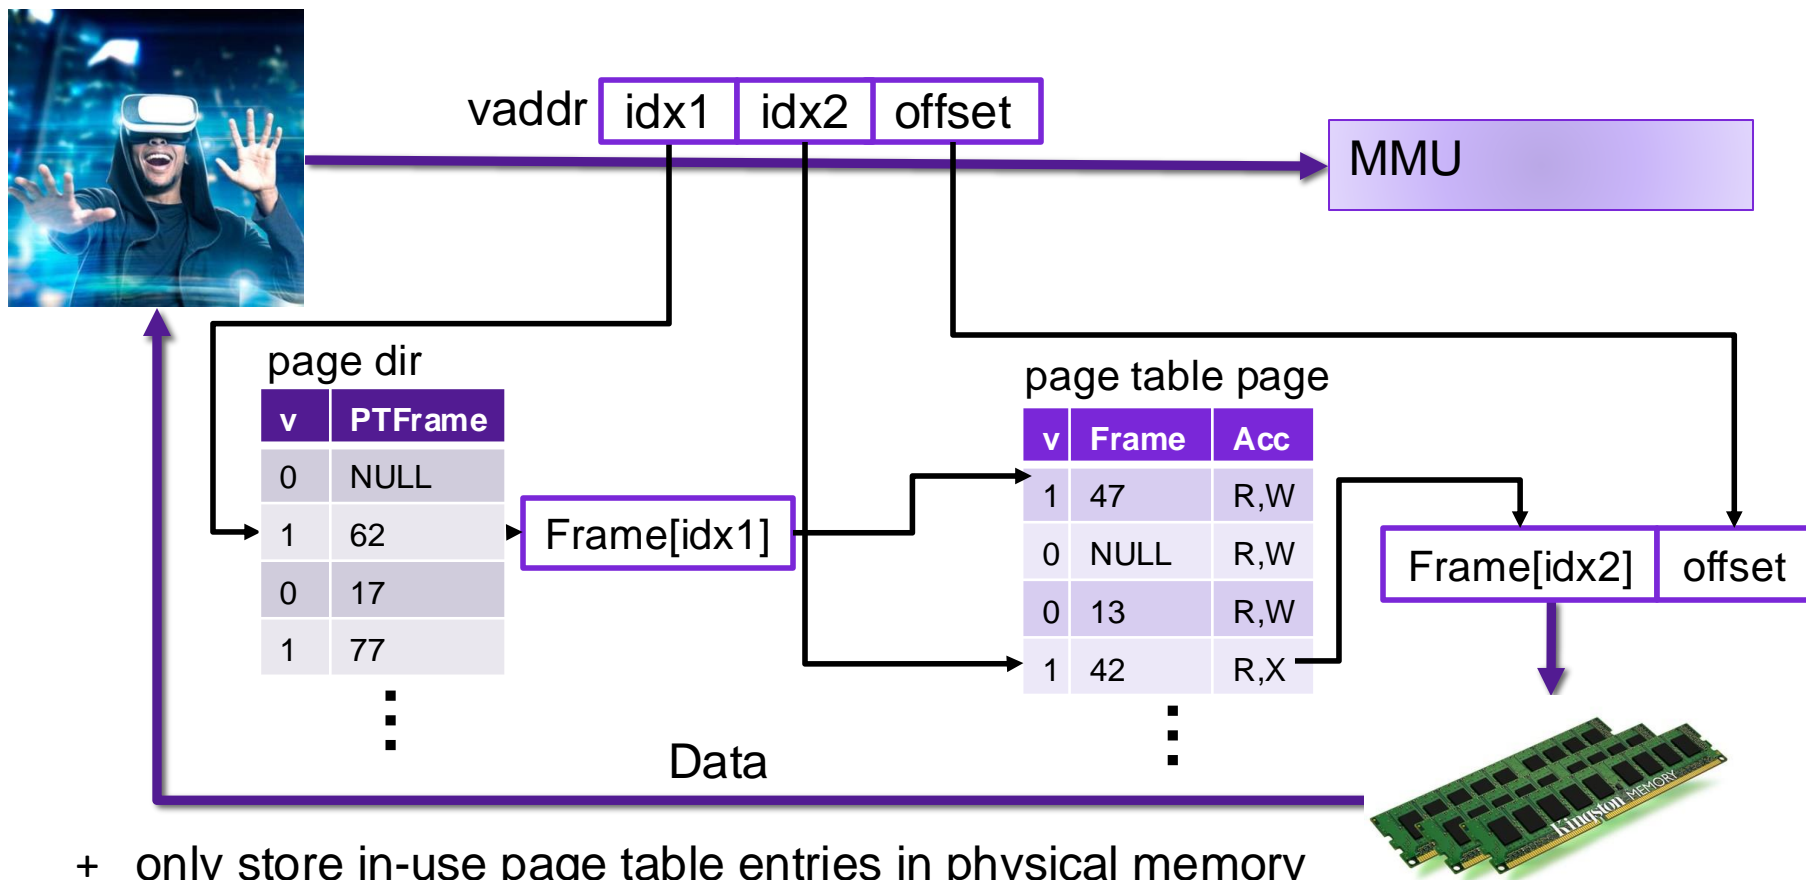 vaddr idx1 idx2 offset
MMU
page dir
v PTFrame
0 NULL
1 62
0 17
1 77
Frame[idx1]
page table page
v Frame Acc
1 47 R,W
0 NULL R,W
0 13 R,W
1 42 R,X
Frame[idx2] offset
Data
Kingston MEMORY
+ only store in-use page table entries in physical memory